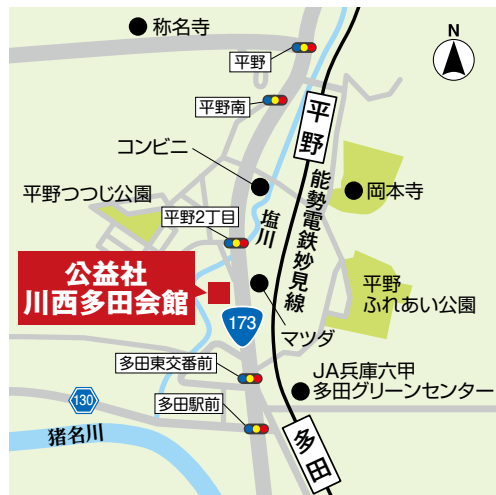 称名寺
N
平野
平野南
平野
コンビニ
能勢電鉄妙見線
岡本寺
平野つつじ公園
平野2丁目
塩川
公益社
川西多田会館
平野
ふれあい公園
173
マツダ
多田東交番前
JA兵庫六甲
多田グリーンセンター
130
多田駅前
猪名川
多田